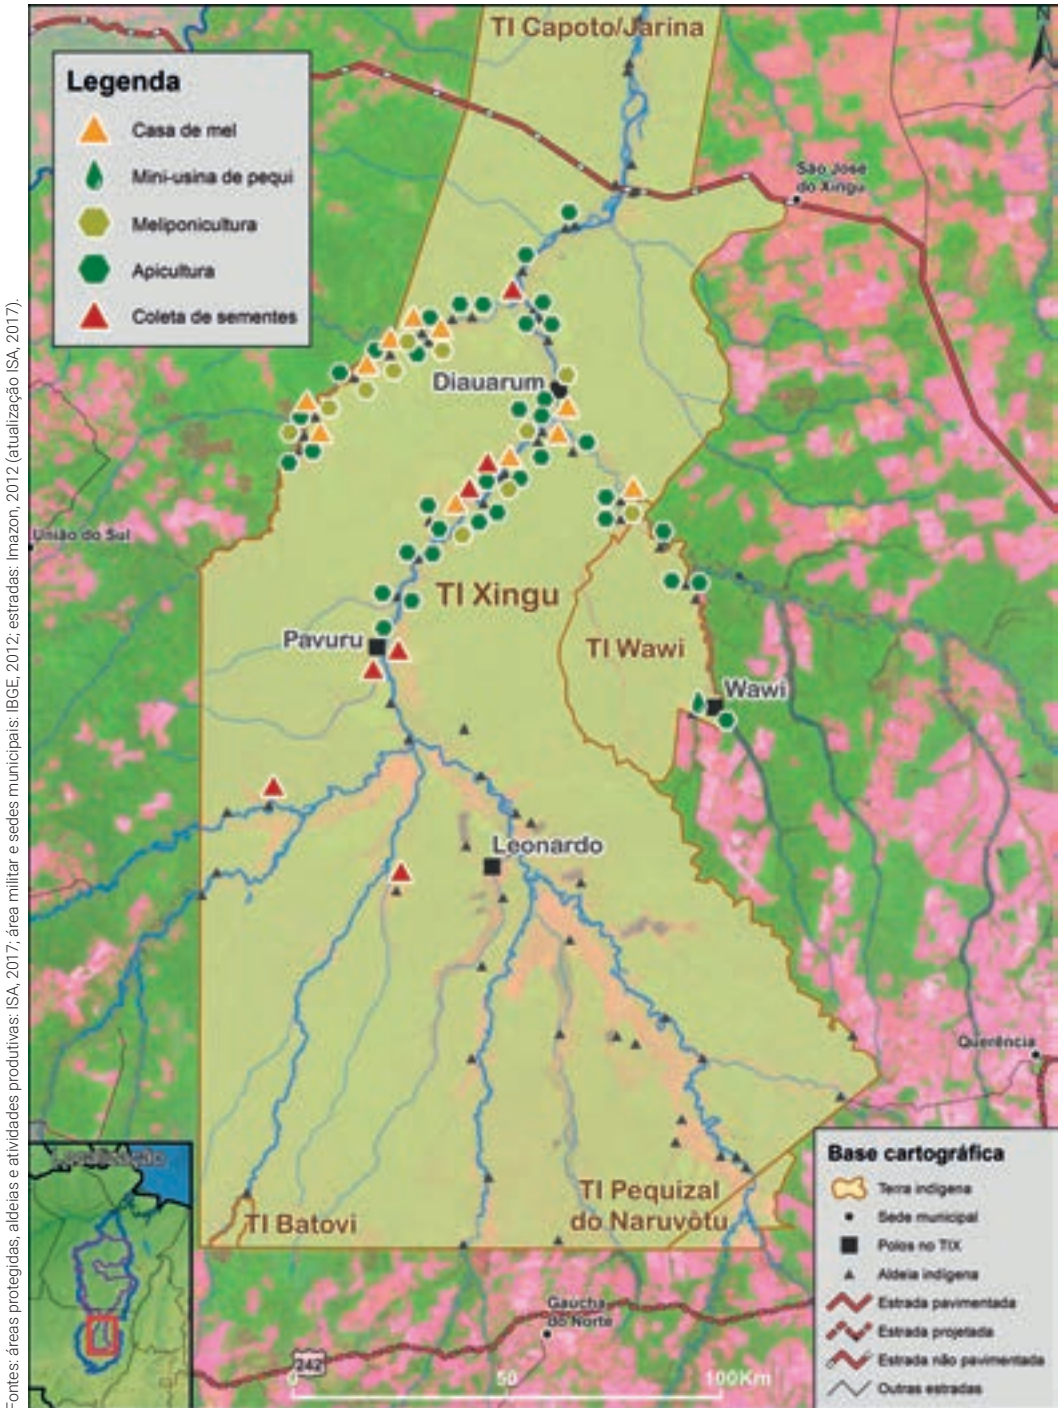 Fontes: áreas protegidas, aldeias e atividades produtivas: ISA, 2017; área militar e sedes municipais: IBGE, 2012; estradas: Imazon, 2012 (atualização ISA, 2017).
TI Capoto/Jarina
N
Legenda
Casa de mel
Mini-usina de pequi
Meliponicultura
Apicultura
Coleta de sementes
São José
do Xingu
Diauarum
União do Sul
TI Xingu
Pavuru
TI Wawi
Wawi
Leonardo
Querência
TI Pequizal
do Naruvôtu
TI Batovi
Gaúcha
do Norte
242
0 50 100Km
Localização
Base cartográfica
Terra indígena
Sede municipal
Polos no TIX
Aldeia indígena
Estrada pavimentada
Estrada projetada
Estrada não pavimentada
Outras estradas